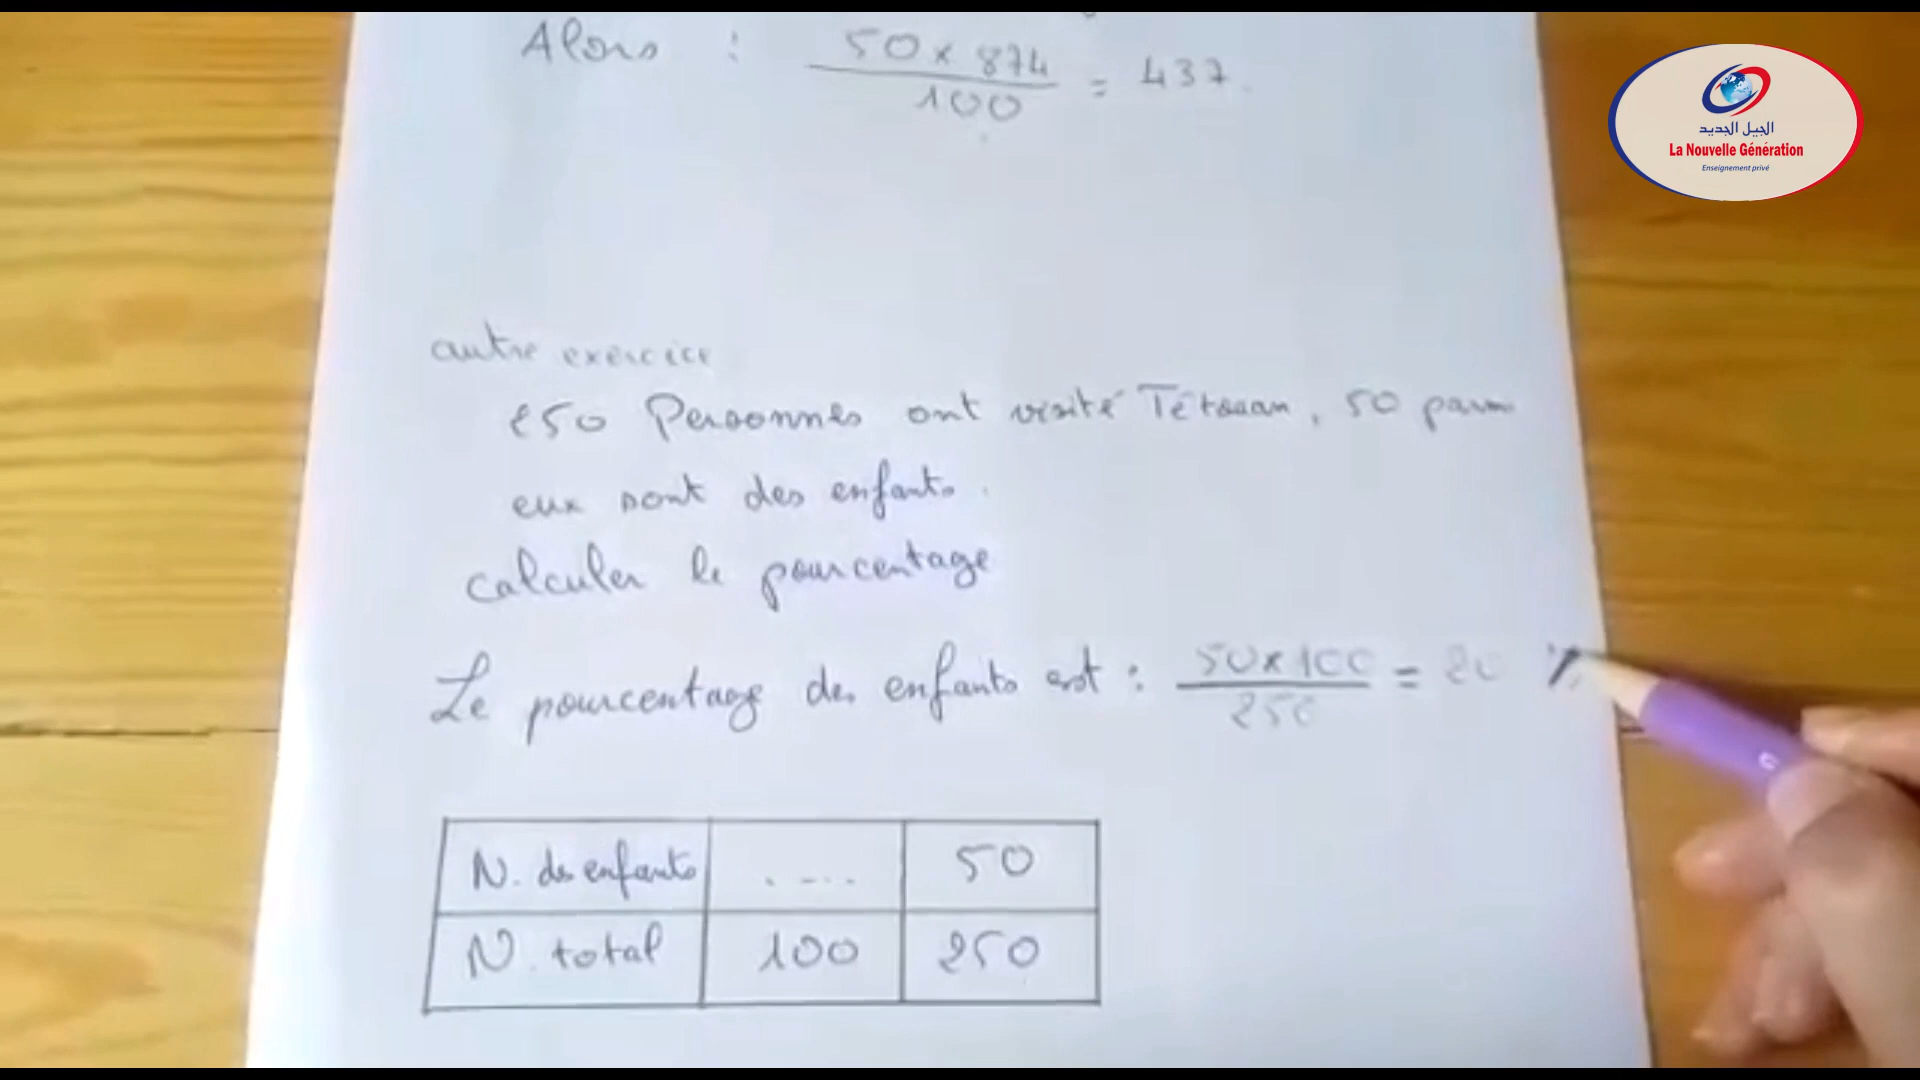 Alors : 50 x 874 / 100 = 437.
الجيل الجديد
La Nouvelle Génération
Enseignement privé
autre exercice
250 Personnes ont visité Tétouan, 50 parmi
eux sont des enfants.
calculer le pourcentage
Le pourcentage des enfants est : 50 x 100 / 250 = 20 %
N. des enfants ..... 50
N. total 100 250